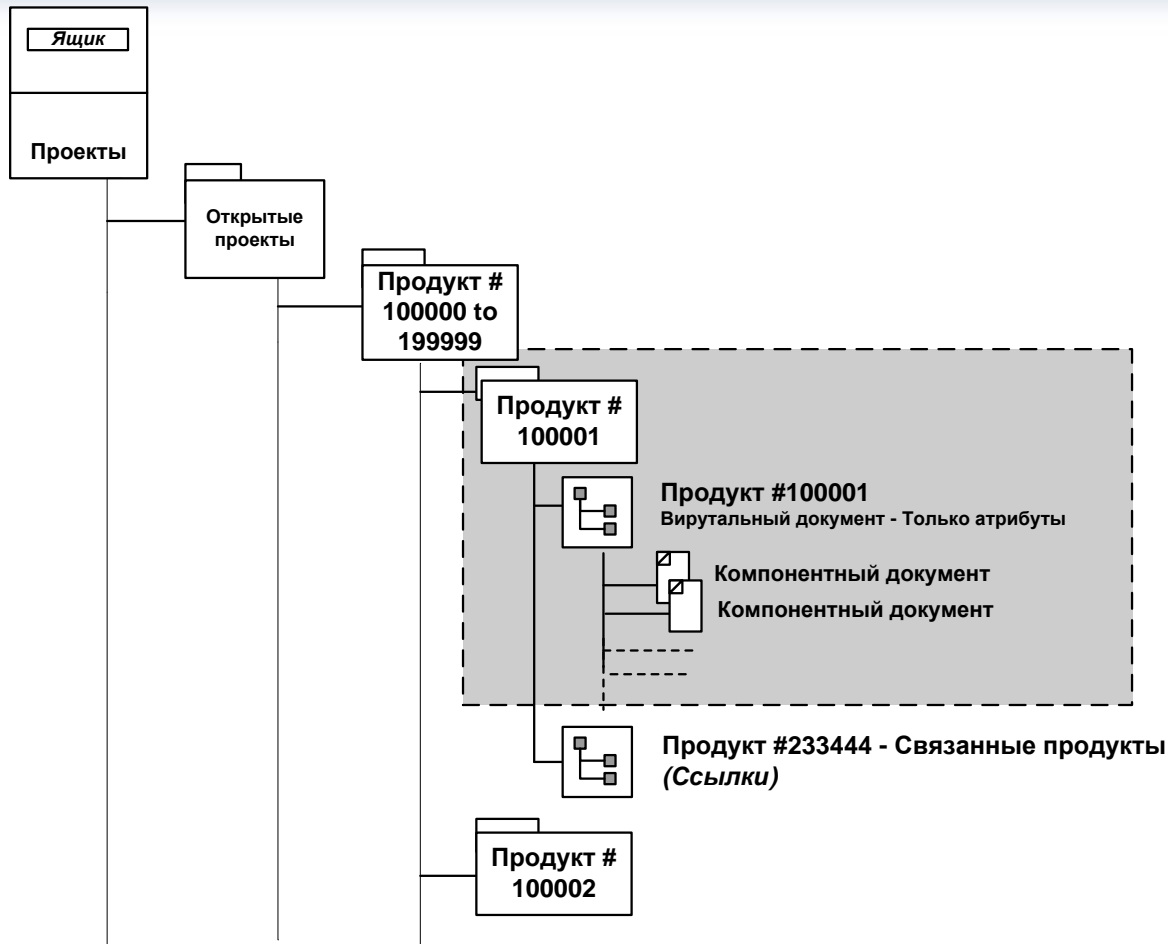 Ящик
Проекты
Открытые
проекты
Продукт #
100000 to
199999
Продукт #
100001
Продукт #100001
Вирутальный документ - Только атрибуты
Компонентный документ
Компонентный документ
Продукт #233444 - Связанные продукты
(Ссылки)
Продукт #
100002